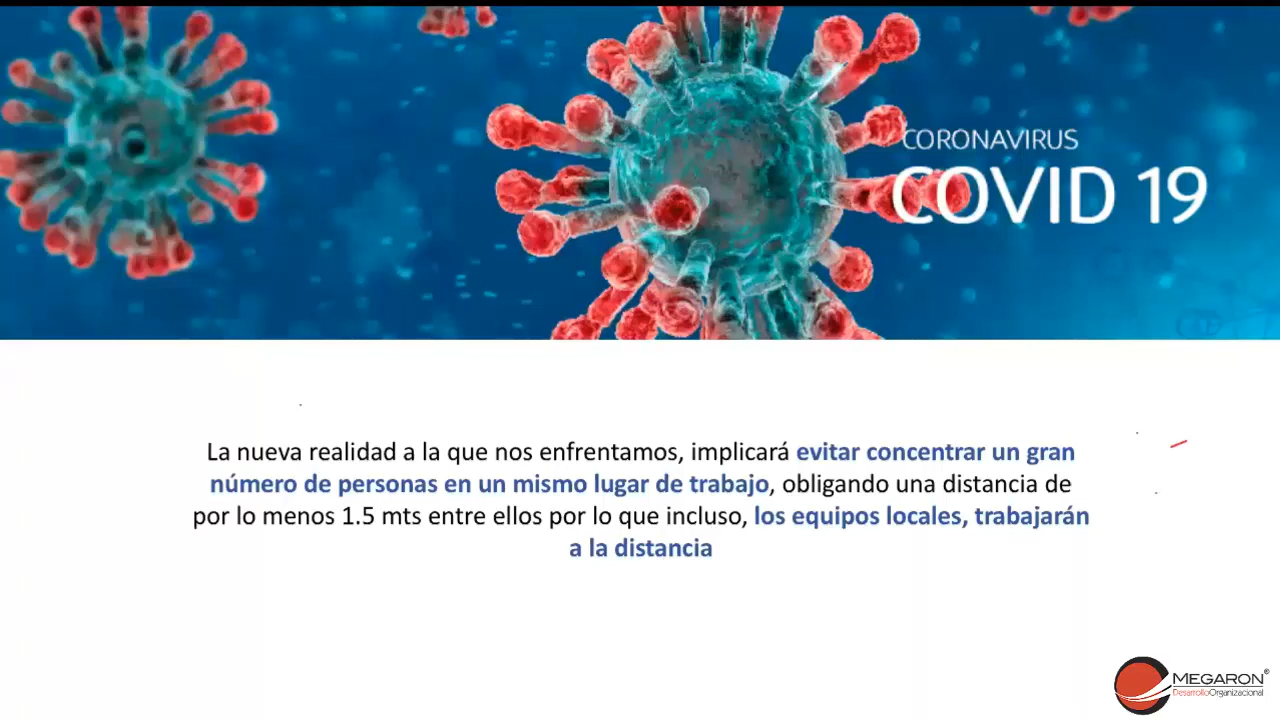 CORONAVIRUS
COVID 19
La nueva realidad a la que nos enfrentamos, implicará evitar concentrar un gran
número de personas en un mismo lugar de trabajo, obligando una distancia de
por lo menos 1.5 mts entre ellos por lo que incluso, los equipos locales, trabajarán
a la distancia
MEGARON®
DesarrolloOrganizacional